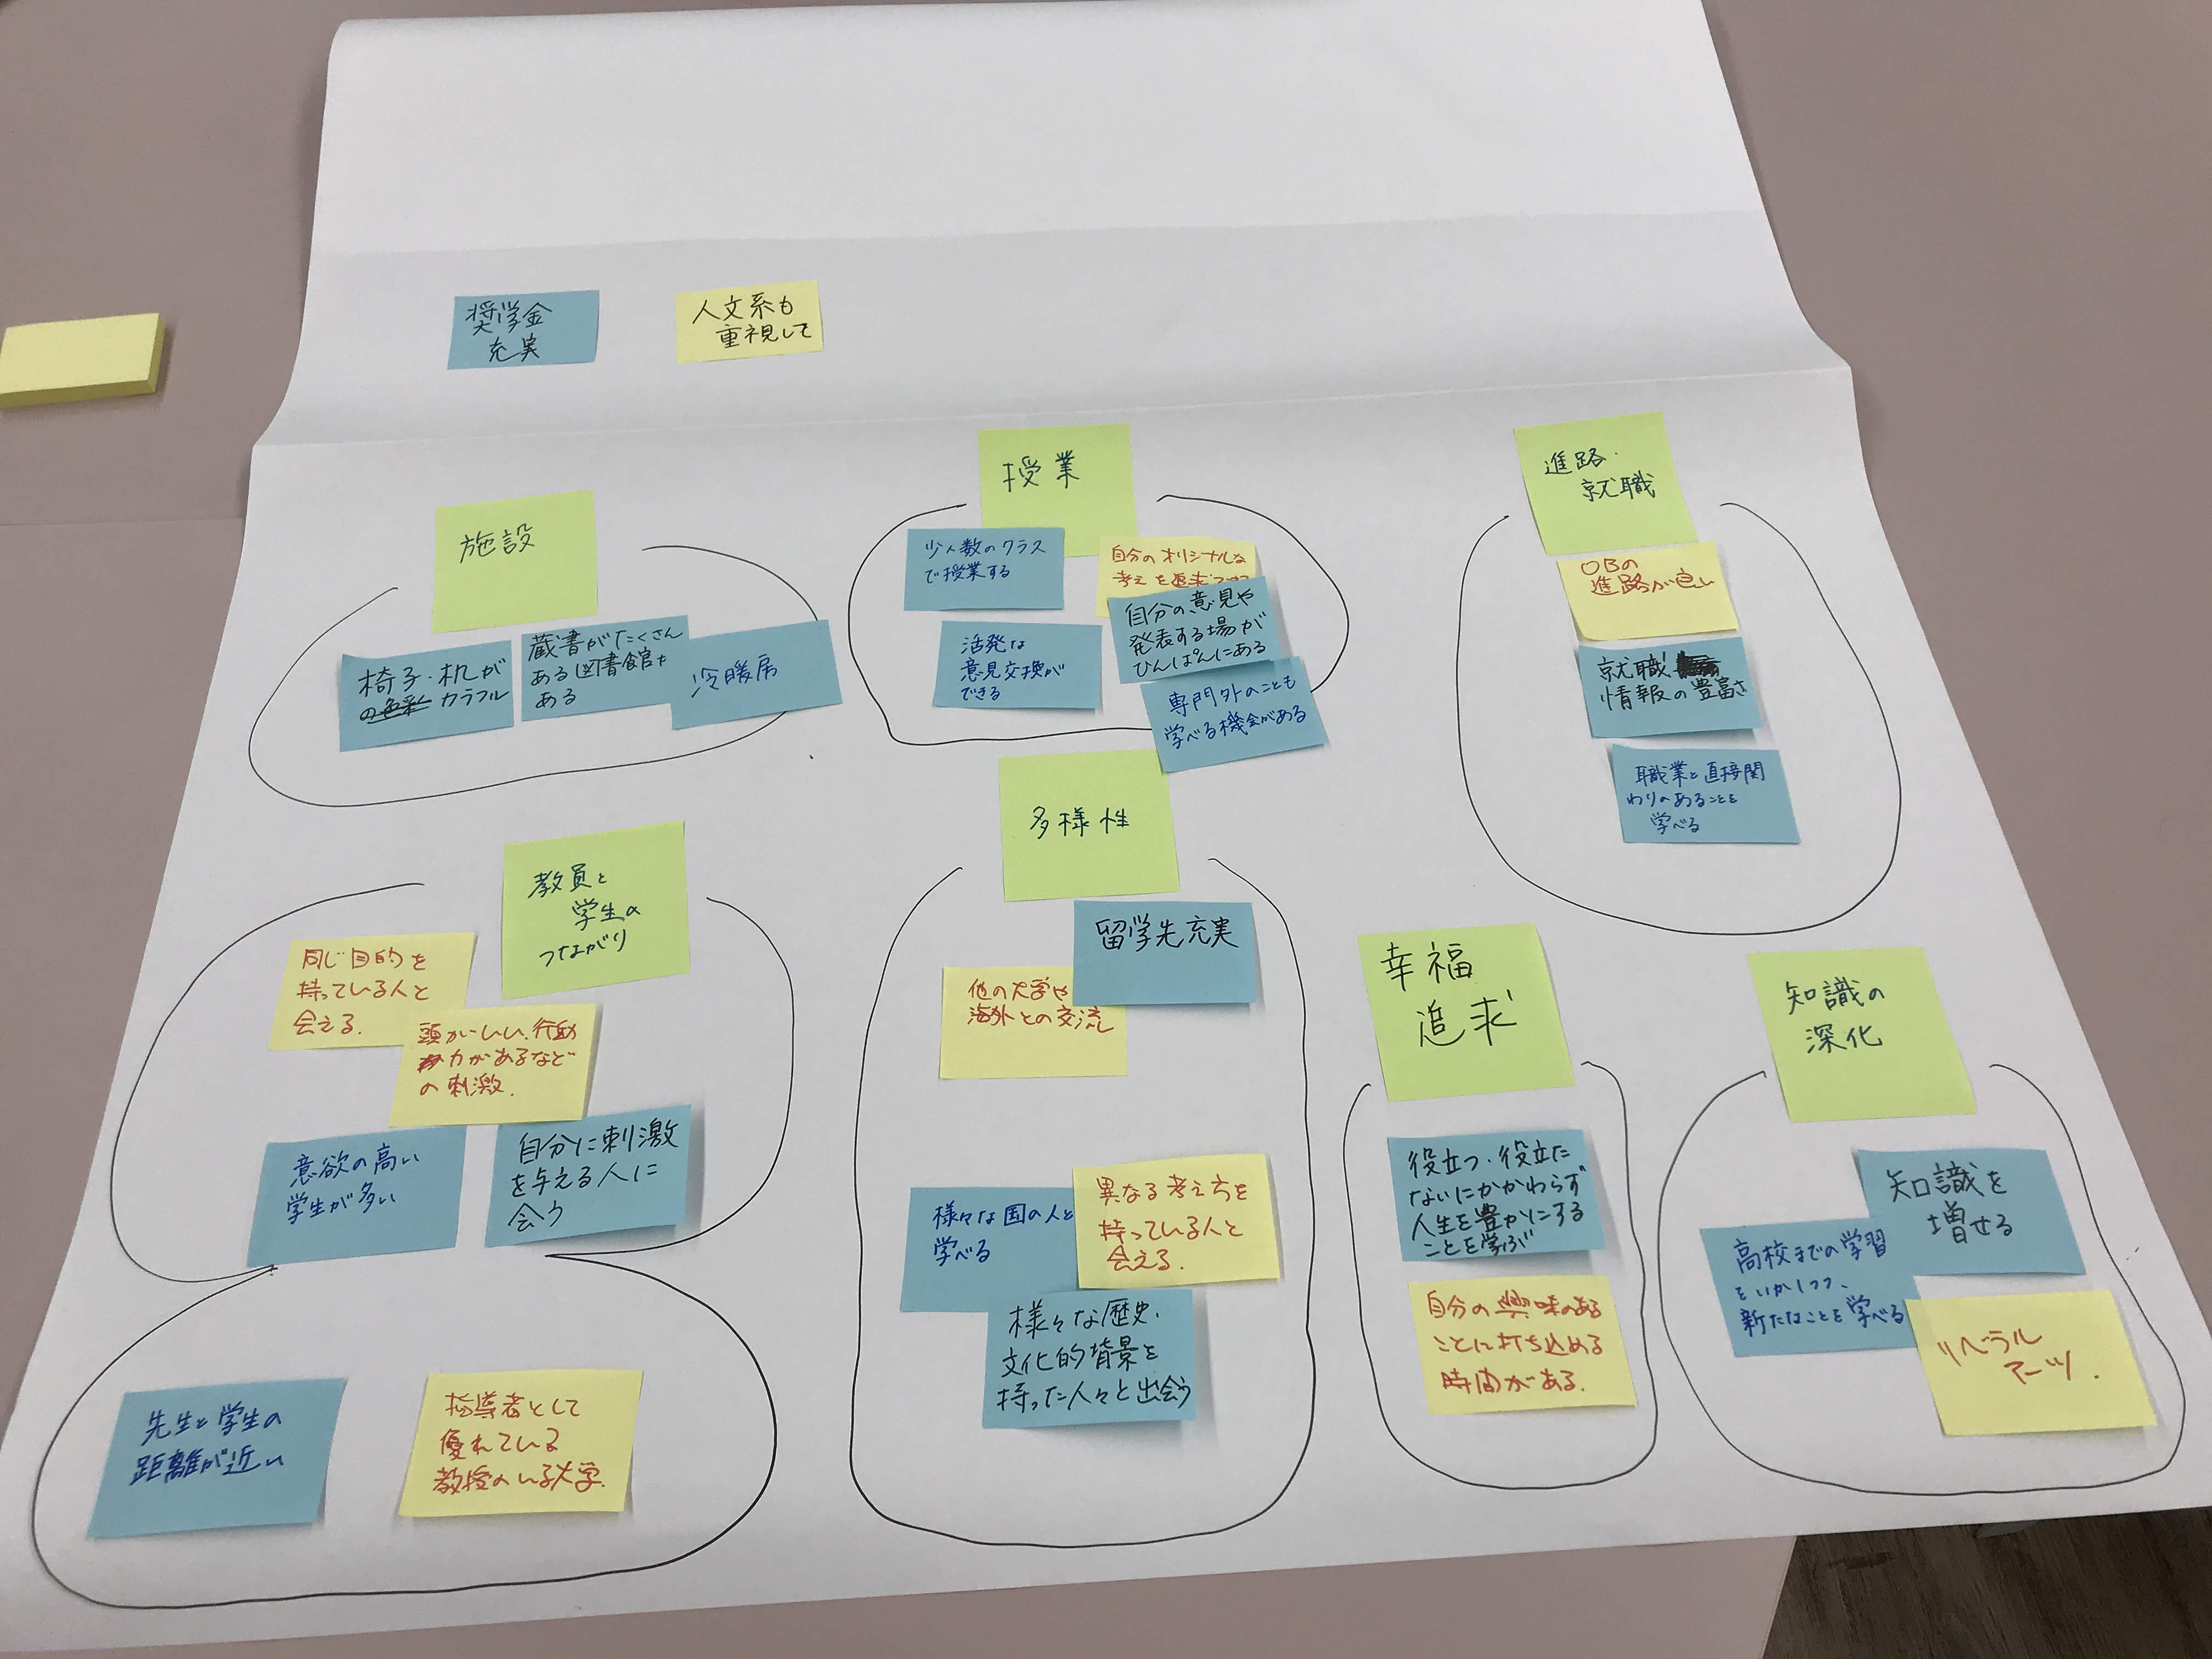 奨学金
充実
人文系も
重視して
施設
椅子・机が
カラフル
蔵書がたくさん
ある図書館が
ある
冷暖房
授業
少人数のクラス
で授業する
自分のオリジナルな
考えを追求
活発な
意見交換が
できる
自分の意見や
発表する場が
ひんぱんにある
専門外のことも
学べる機会がある
進路・
就職
OBの
進路が良い
就職
情報の豊富さ
職業と直接関
わりのあることを
学べる
教員と
学生の
つながり
同じ目的を
持っている人と
会える.
頭がいい、行動
力があるなど
の刺激.
意欲の高い
学生が多い
自分に刺激
を与える人に
会う
先生と学生の
距離が近い
指導者として
優れている
教授のいる大学.
多様性
留学先充実
他の大学や
海外との交流
様々な国の人と
学べる
異なる考え方を
持っている人と
会える.
様々な歴史、
文化的背景を
持った人々と出会う
幸福
追求
役立つ・役立た
ないにかかわらず
人生を豊かにする
ことを学ぶ
自分の興味のある
ことに打ち込める
時間がある.
知識の
深化
知識を
増せる
高校までの学習
をいかしつつ、
新たなことを学べる
リベラル
アーツ.